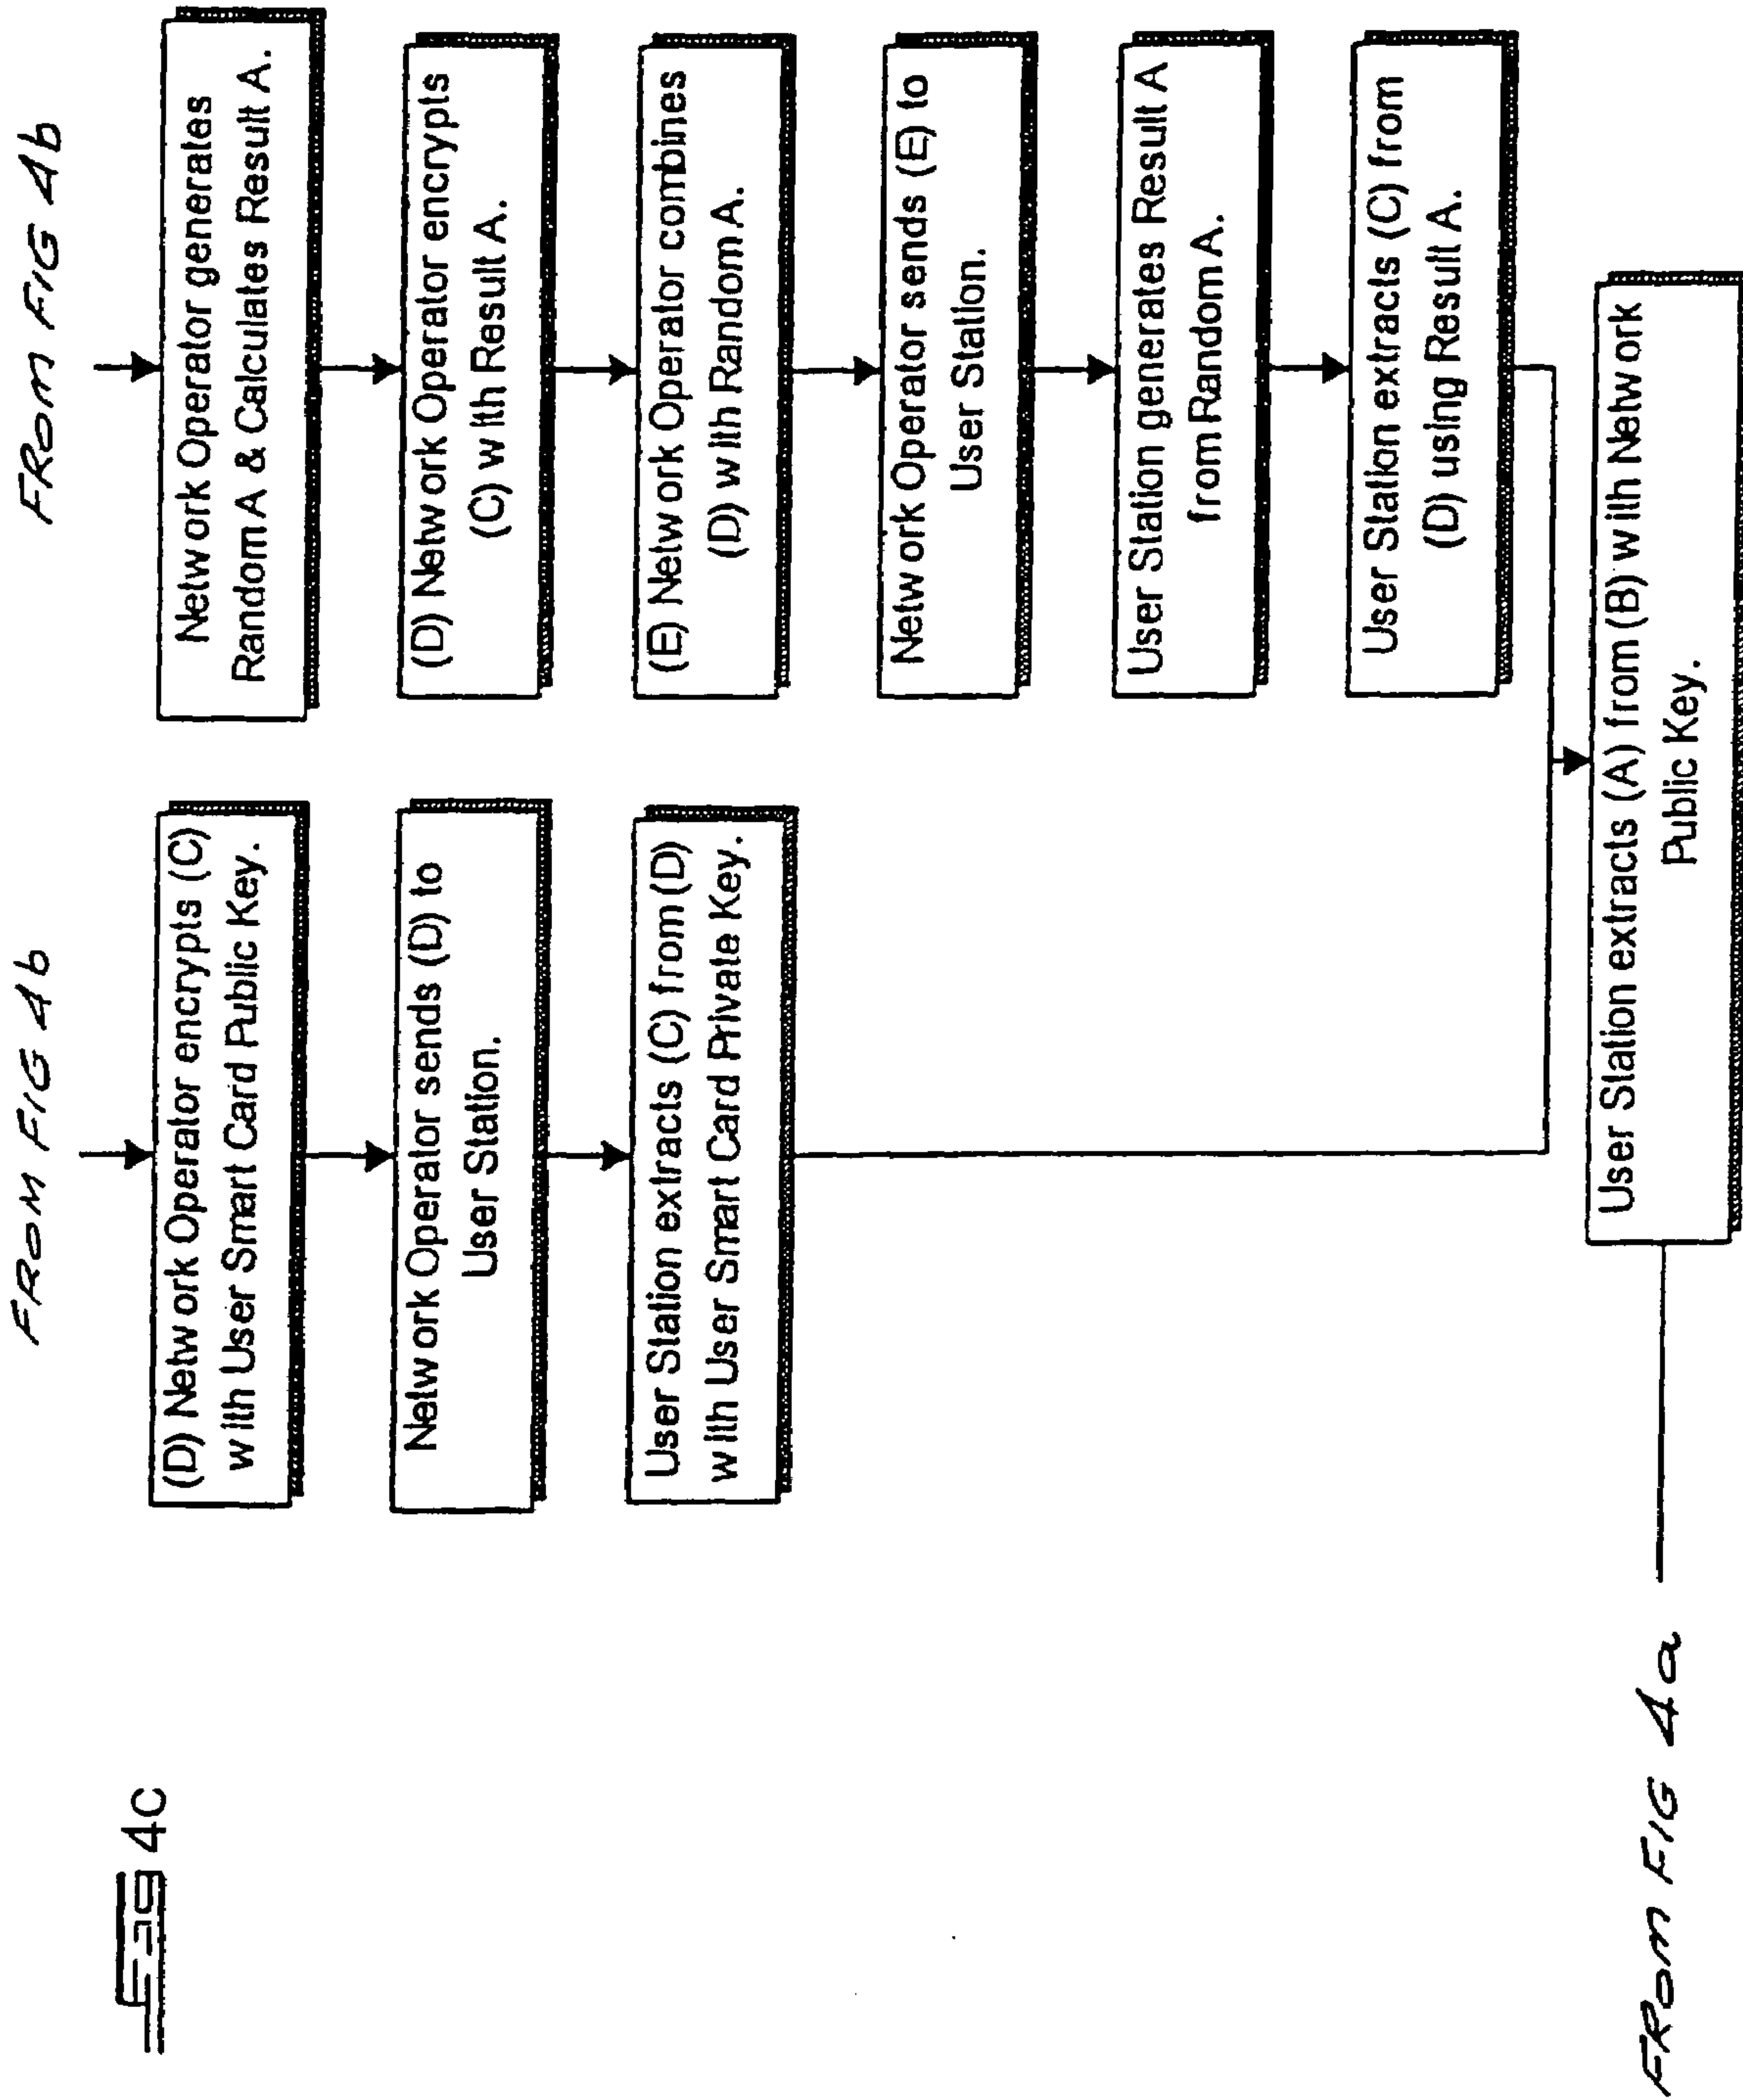 Fig 4C
FROM FIG 4b
(D) Network Operator encrypts (C)
with User Smart Card Public Key.
Network Operator sends (D) to
User Station.
User Station extracts (C) from (D)
with User Smart Card Private Key.
FROM FIG 4b
Network Operator generates
Random A & Calculates Result A.
(D) Network Operator encrypts
(C) with Result A.
(E) Network Operator combines
(D) with Random A.
Network Operator sends (E) to
User Station.
User Station generates Result A
from Random A.
User Station extracts (C) from
(D) using Result A.
FROM FIG 4a
User Station extracts (A) from (B) with Network
Public Key.